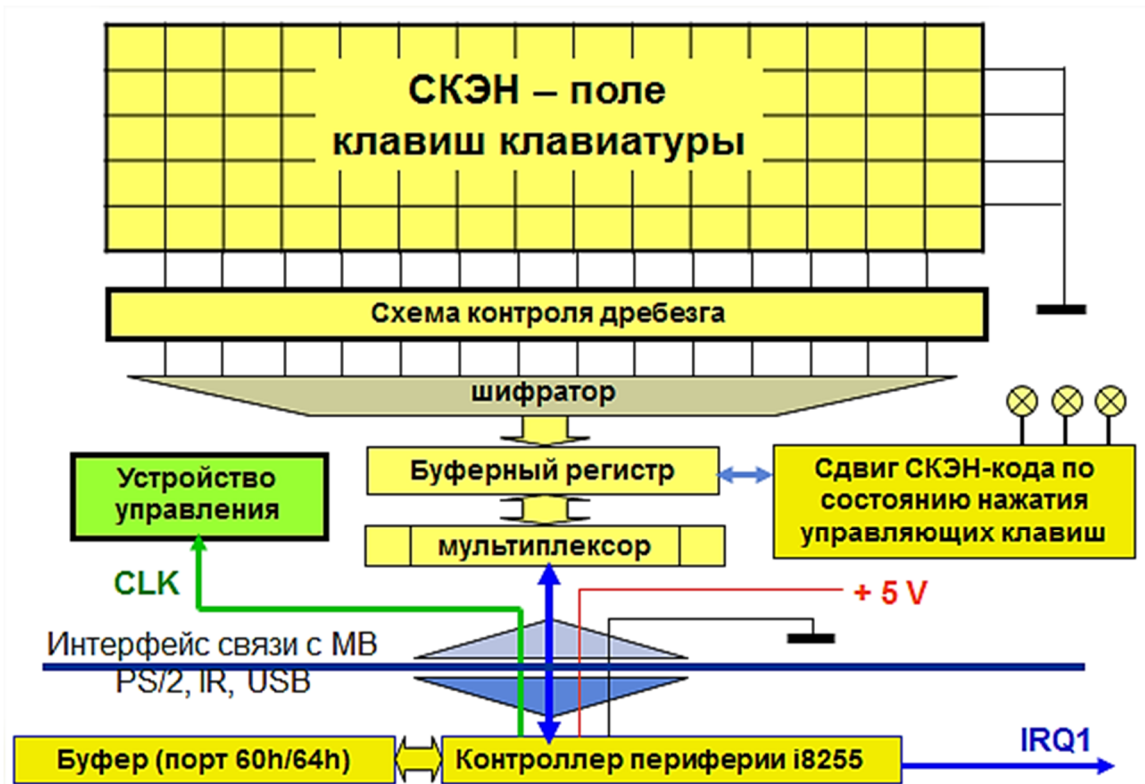 СКЭН – поле
клавиш клавиатуры
Схема контроля дребезга
шифратор
Буферный регистр
Сдвиг СКЭН-кода по
состоянию нажатия
управляющих клавиш
Устройство
управления
мультиплексор
CLK
+ 5 V
Интерфейс связи с МВ
PS/2, IR, USB
Буфер (порт 60h/64h)
Контроллер периферии i8255
IRQ1